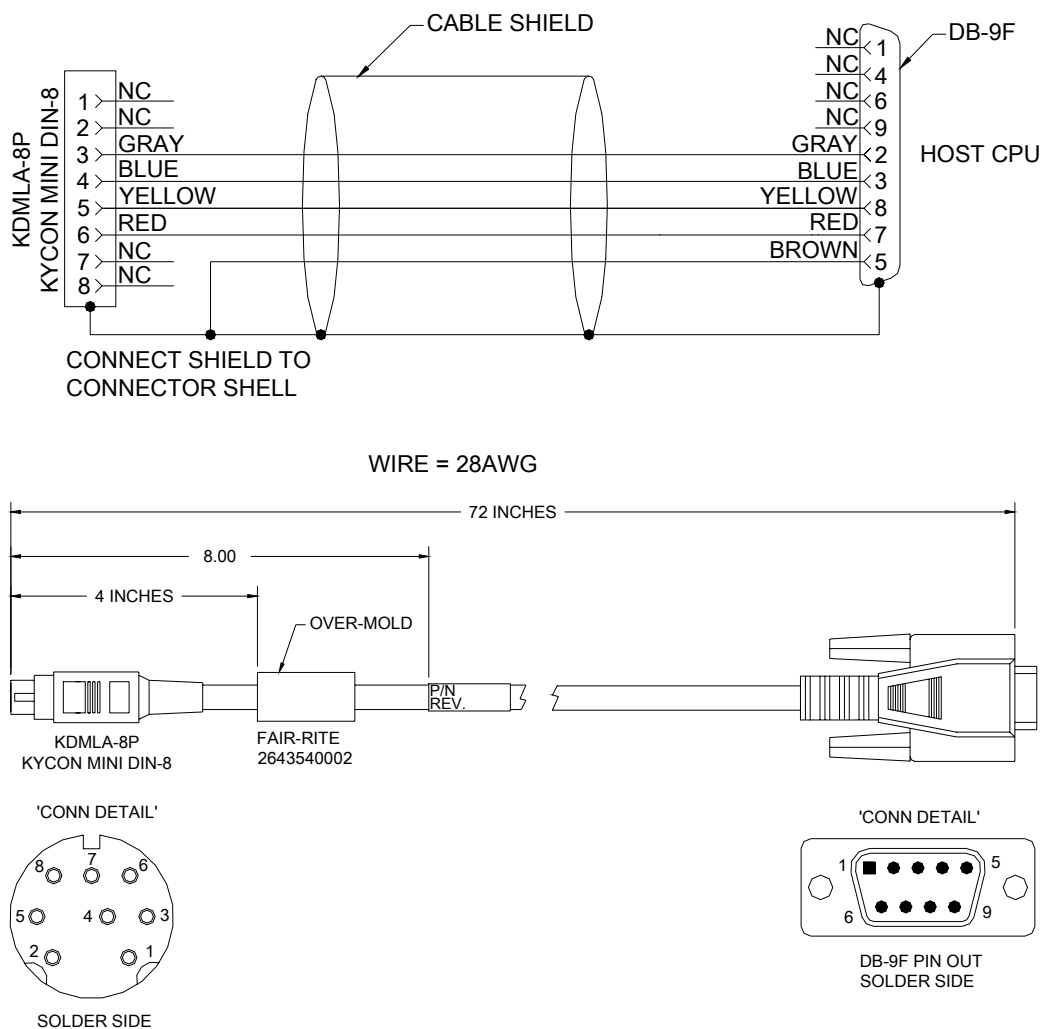 CABLE SHIELD
DB-9F
KDMLA-8P
KYCON MINI DIN-8
1 NC
2 NC
3 GRAY
4 BLUE
5 YELLOW
6 RED
7 NC
8 NC
NC 1
NC 4
NC 6
NC 9
GRAY 2
BLUE 3
YELLOW 8
RED 7
BROWN 5
HOST CPU
CONNECT SHIELD TO
CONNECTOR SHELL
WIRE = 28AWG
72 INCHES
8.00
4 INCHES
OVER-MOLD
P/N
REV.
KDMLA-8P
KYCON MINI DIN-8
FAIR-RITE
2643540002
'CONN DETAIL'
8 7 6
5 4 3
2 1
SOLDER SIDE
'CONN DETAIL'
1 5
6 9
DB-9F PIN OUT
SOLDER SIDE